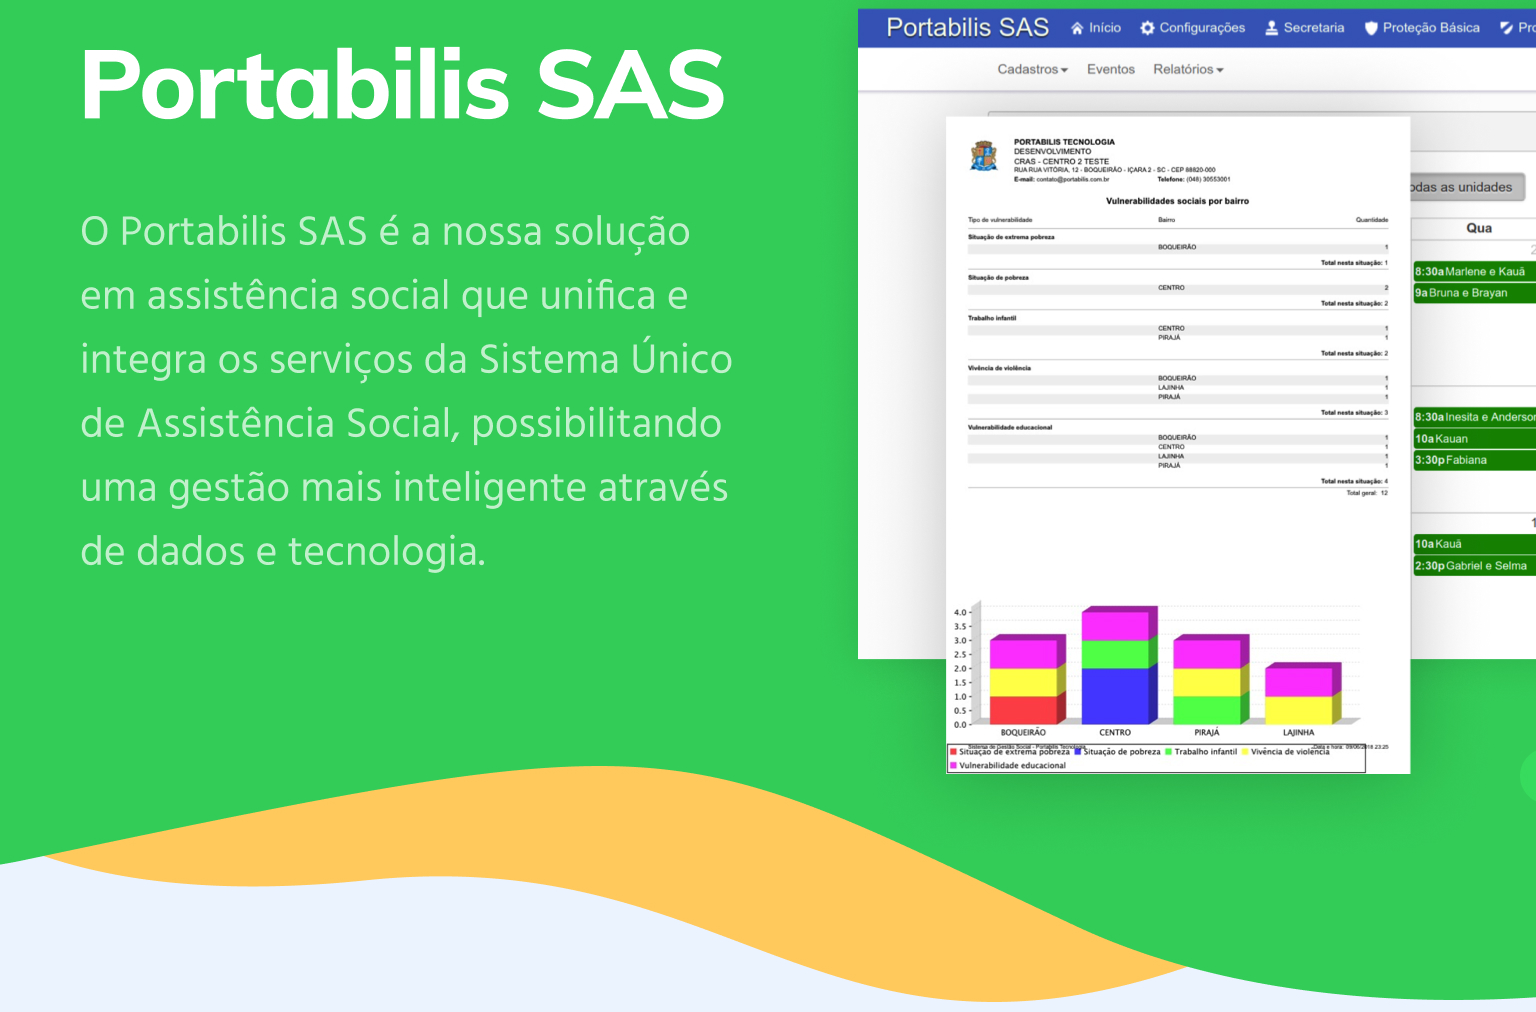 Portabilis SAS
O Portabilis SAS é a nossa solução
em assistência social que unifica e
integra os serviços da Sistema Único
de Assistência Social, possibilitando
uma gestão mais inteligente através
de dados e tecnologia.
Portabilis SAS Início Configurações Secretaria Proteção Básica
Cadastros Eventos Relatórios
odas as unidades
Qua
8:30a Marlene e Kauã
9a Bruna e Brayan
8:30a Inesita e Anderson
10a Kauan
3:30p Fabiana
10a Kauã
2:30p Gabriel e Selma
PORTABILIS TECNOLOGIA
DESENVOLVIMENTO
CRAS - CENTRO 2 TESTE
RUA RUA VITÓRIA, 12 - BOQUEIRÃO - IÇARA 2 - SC - CEP 88820-000
E-mail: contato@portabilis.com.br Telefone: (048) 30553001
Vulnerabilidades sociais por bairro
Tipo de vulnerabilidade Bairro Quantidade
Situação de extrema pobreza
BOQUEIRÃO 1
Total nesta situação: 1
Situação de pobreza
CENTRO 2
Total nesta situação: 2
Trabalho infantil
CENTRO 1
PIRAJÁ 1
Total nesta situação: 2
Vivência de violência
BOQUEIRÃO 1
LAJINHA 1
PIRAJÁ 1
Total nesta situação: 3
Vulnerabilidade educacional
BOQUEIRÃO 1
CENTRO 1
LAJINHA 1
PIRAJÁ 1
Total nesta situação: 4
Total geral: 12
4.0
3.5
3.0
2.5
2.0
1.5
1.0
0.5
0.0
BOQUEIRÃO CENTRO PIRAJÁ LAJINHA
Sistema de Gestão Social - Portabilis Tecnologia
Situação de extrema pobreza Situação de pobreza Trabalho infantil Vivência de violência
Vulnerabilidade educacional